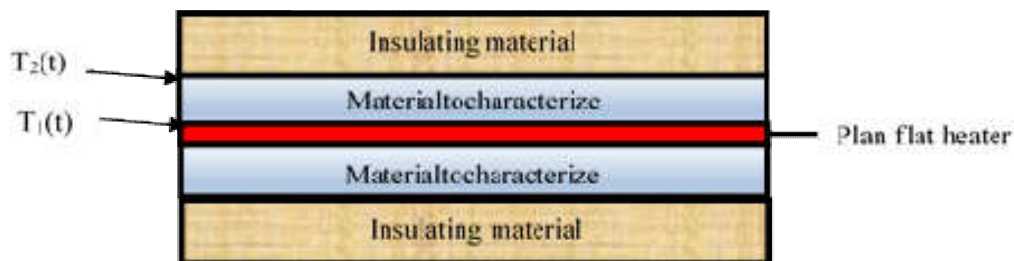 Insulating material
T₂(t)
Materialtocharacterize
T₁(t)
Plan flat heater
Materialtocharacterize
Insulating material